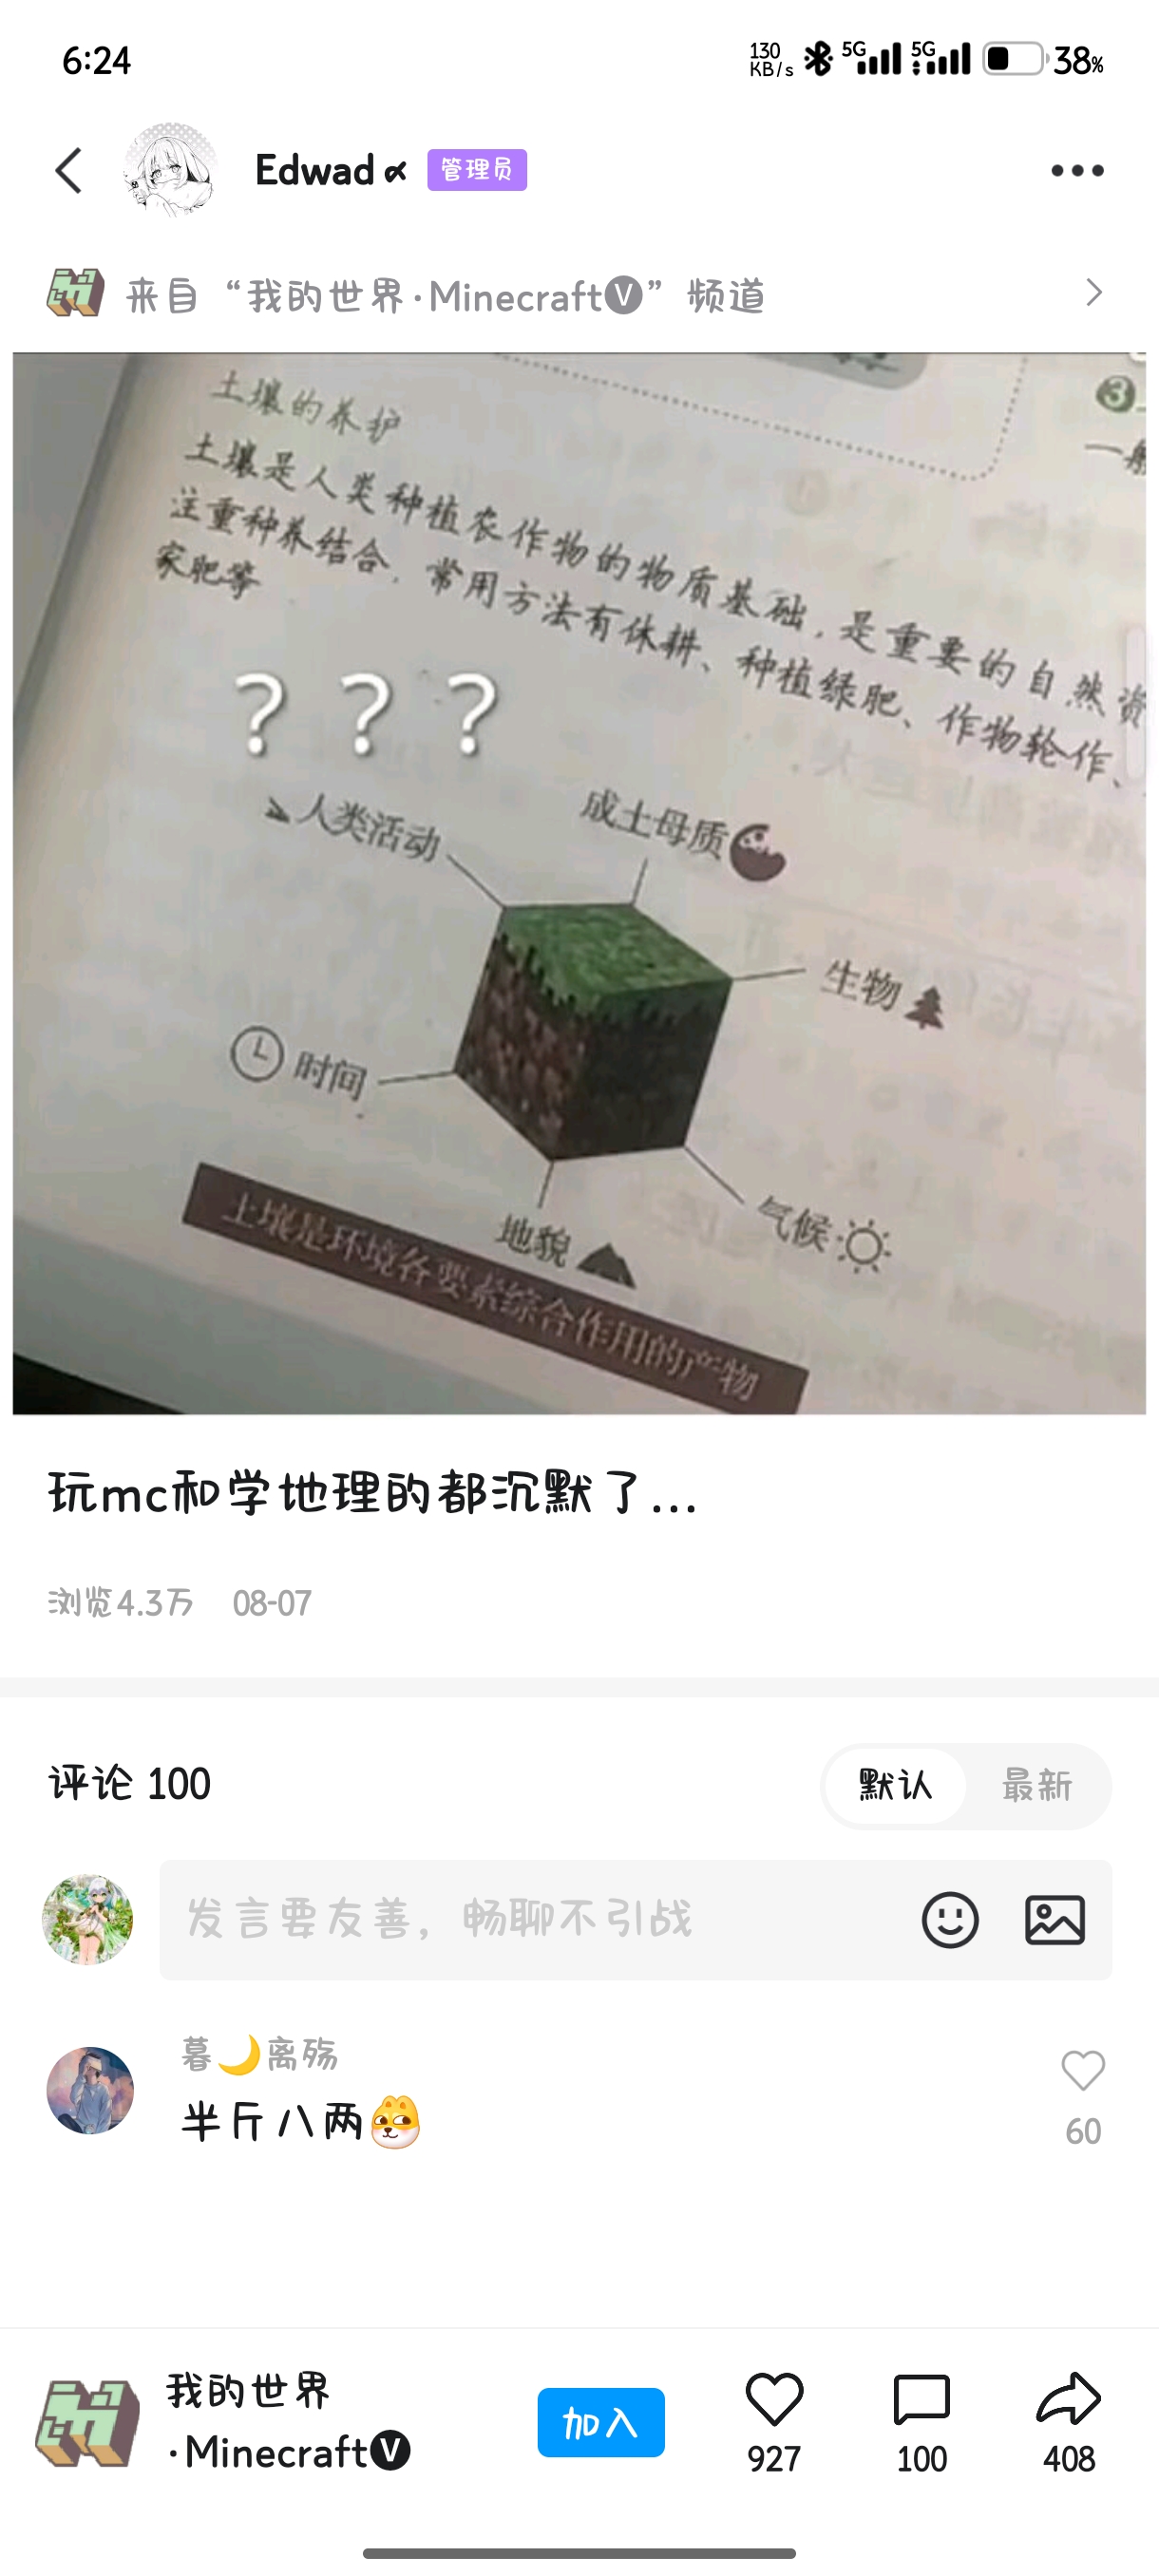 6:24
130 KB/s 5G 5G 38%
Edwad α 管理员
来自“我的世界·MinecraftⓋ”频道
土壤的养护
土壤是人类种植农作物的物质基础，是重要的自然资
注重种养结合，常用方法有休耕、种植绿肥、作物轮作、
家肥等
3
一般
？？？
人类活动
成土母质
生物
时间
气候
地貌
土壤是环境各要素综合作用的产物
玩mc和学地理的都沉默了...
浏览4.3万 08-07
评论 100
默认 最新
发言要友善，畅聊不引战
暮🌙离殇
半斤八两
60
我的世界
·MinecraftⓋ
加入
927 100 408